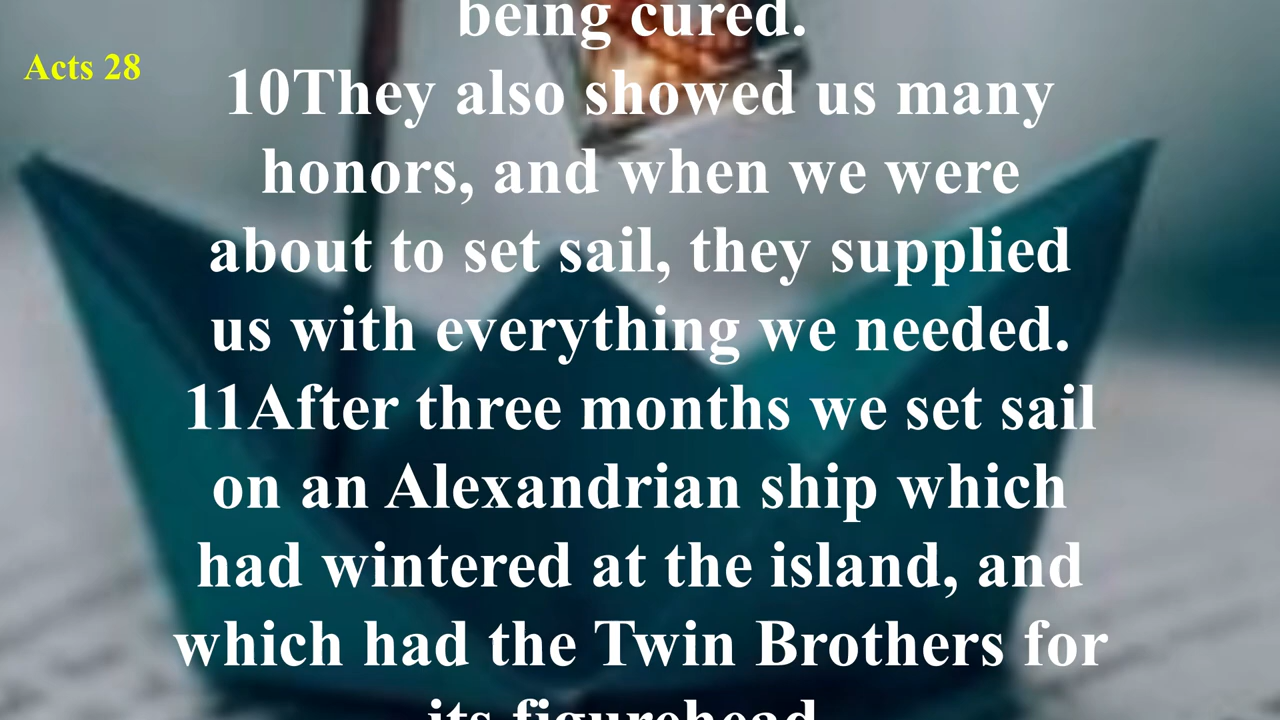 being cured.
Acts 28
10They also showed us many
honors, and when we were
about to set sail, they supplied
us with everything we needed.
11After three months we set sail
on an Alexandrian ship which
had wintered at the island, and
which had the Twin Brothers for
its figurehead.